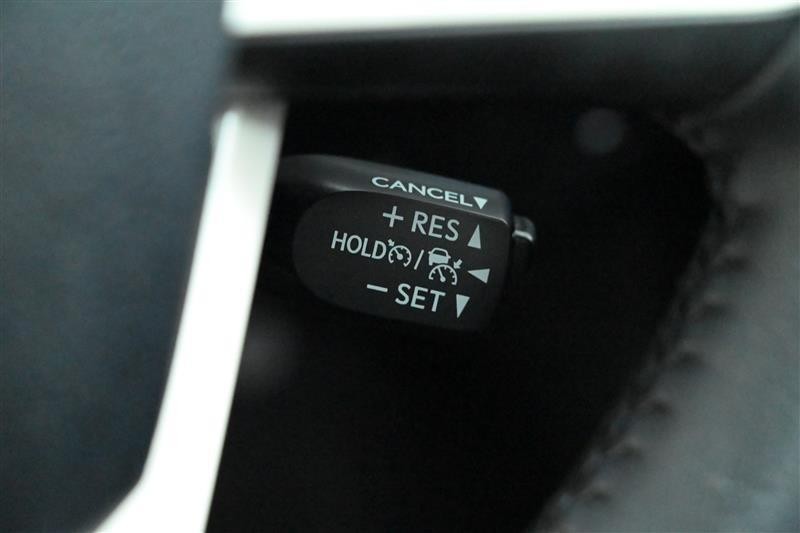 CANCEL▼
+ RES ▲
HOLD / ◀
− SET ▼